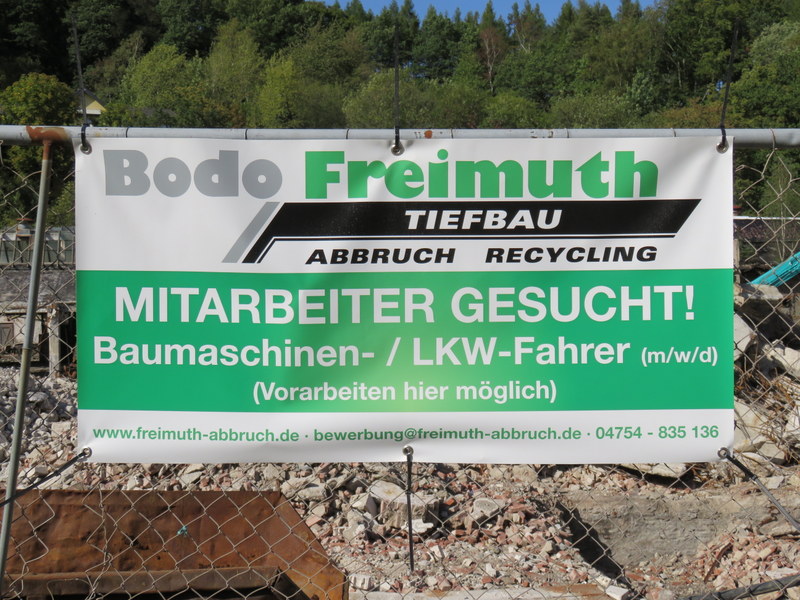 Bodo Freimuth
TIEFBAU
ABBRUCH RECYCLING
MITARBEITER GESUCHT!
Baumaschinen- / LKW-Fahrer (m/w/d)
(Vorarbeiten hier möglich)
www.freimuth-abbruch.de · bewerbung@freimuth-abbruch.de · 04754 - 835 136